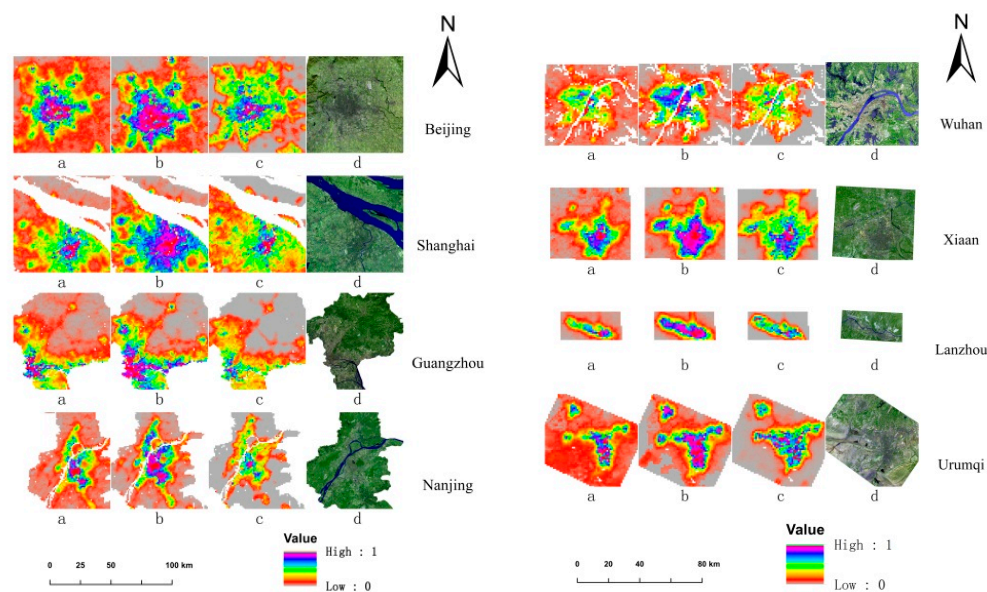 N
Beijing
a b c d
Shanghai
a b c d
Guangzhou
a b c d
Nanjing
a b c d
Value
High : 1
Low : 0
0 25 50 100 km
N
Wuhan
a b c d
Xiaan
a b c d
Lanzhou
a b c d
Urumqi
a b c d
Value
High : 1
Low : 0
0 20 40 80 km